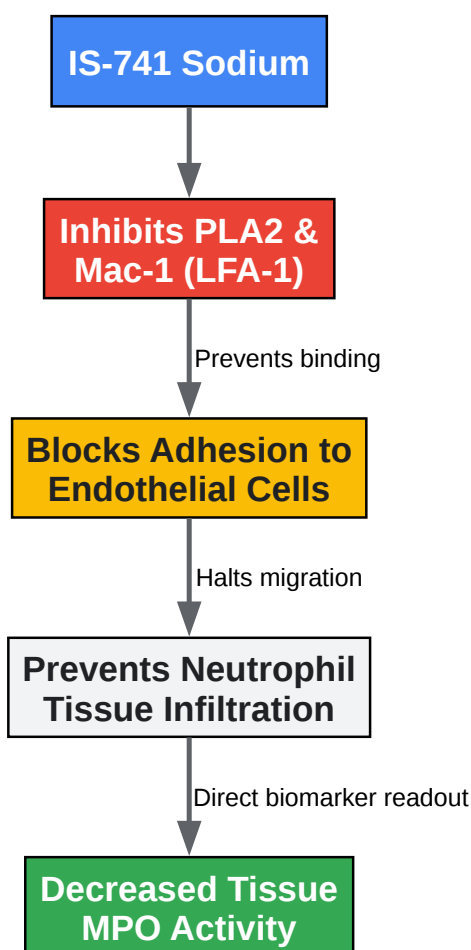 IS-741 Sodium
Inhibits PLA2 &
Mac-1 (LFA-1)
Prevents binding
Blocks Adhesion to
Endothelial Cells
Halts migration
Prevents Neutrophil
Tissue Infiltration
Direct biomarker readout
Decreased Tissue
MPO Activity